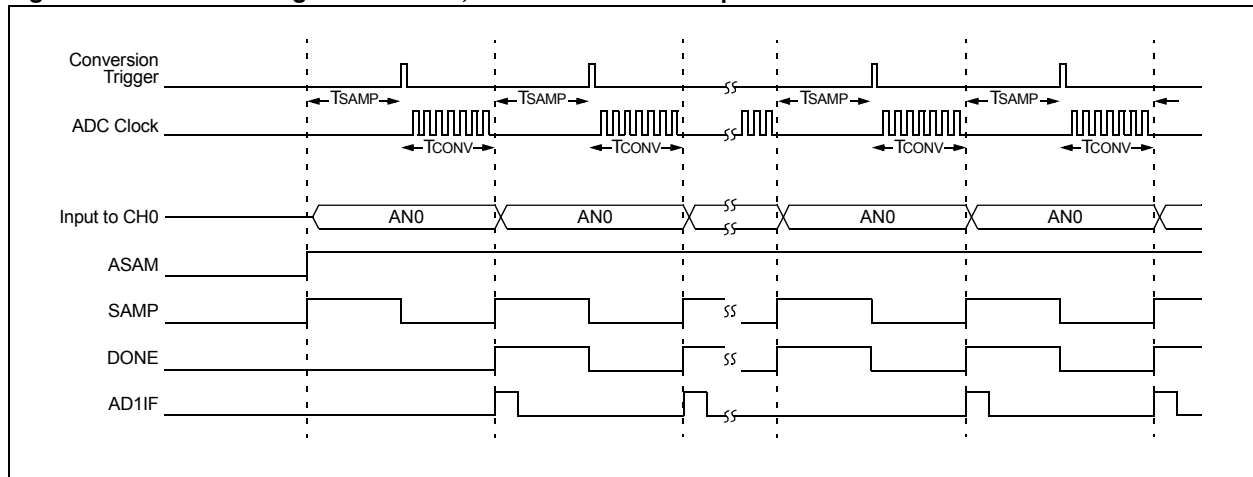 Conversion
Trigger
TSAMP TSAMP TSAMP TSAMP
ADC Clock
TCONV TCONV TCONV TCONV
Input to CH0 AN0 AN0 AN0 AN0
ASAM
SAMP
DONE
AD1IF